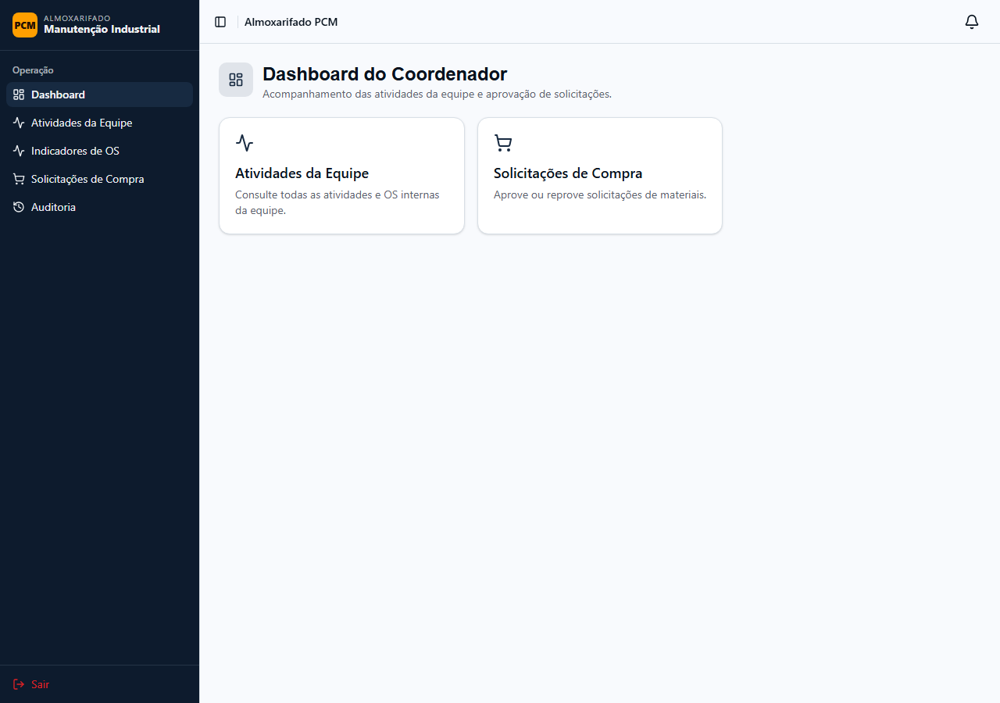 PCM
ALMOXARIFADO
Manutenção Industrial
Operação
Dashboard
Atividades da Equipe
Indicadores de OS
Solicitações de Compra
Auditoria
Sair
Almoxarifado PCM
Dashboard do Coordenador
Acompanhamento das atividades da equipe e aprovação de solicitações.
Atividades da Equipe
Consulte todas as atividades e OS internas
da equipe.
Solicitações de Compra
Aprove ou reprove solicitações de materiais.